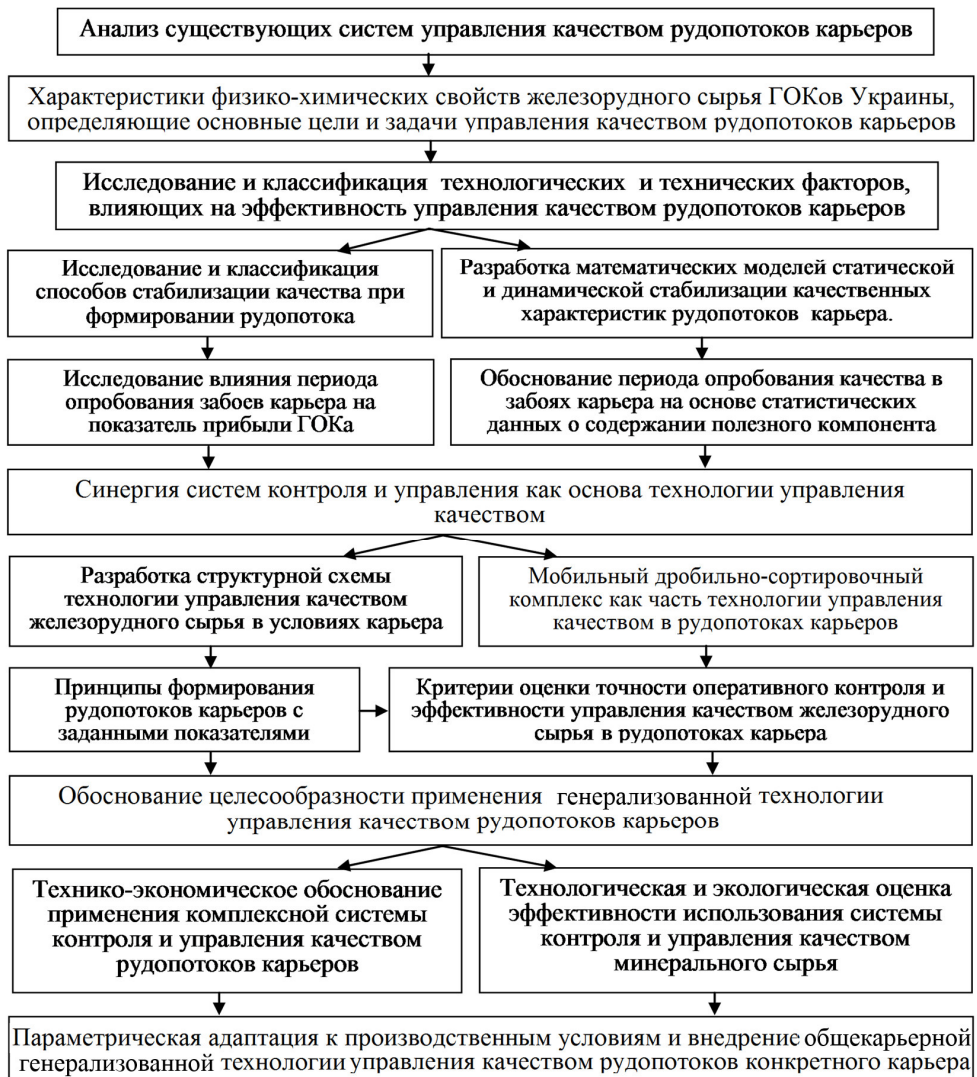 Анализ существующих систем управления качеством рудопотоков карьеров
Характеристики физико-химических свойств железорудного сырья ГОКов Украины,
определяющие основные цели и задачи управления качеством рудопотоков карьеров
Исследование и классификация технологических и технических факторов,
влияющих на эффективность управления качеством рудопотоков карьеров
Исследование и классификация
способов стабилизации качества при
формировании рудопотока
Разработка математических моделей статической
и динамической стабилизации качественных
характеристик рудопотоков карьера.
Исследование влияния периода
опробования забоев карьера на
показатель прибыли ГОКа
Обоснование периода опробования качества в
забоях карьера на основе статистических
данных о содержании полезного компонента
Синергия систем контроля и управления как основа технологии управления
качеством
Разработка структурной схемы
технологии управления качеством
железорудного сырья в условиях карьера
Мобильный дробильно-сортировочный
комплекс как часть технологии управления
качеством в рудопотоках карьеров
Принципы формирования
рудопотоков карьеров с
заданными показателями
Критерии оценки точности оперативного контроля и
эффективности управления качеством железорудного
сырья в рудопотоках карьера
Обоснование целесообразности применения генерализованной технологии
управления качеством рудопотоков карьеров
Технико-экономическое обоснование
применения комплексной системы
контроля и управления качеством
рудопотоков карьеров
Технологическая и экологическая оценка
эффективности использования системы
контроля и управления качеством
минерального сырья
Параметрическая адаптация к производственным условиям и внедрение общекарьерной
генерализованной технологии управления качеством рудопотоков конкретного карьера